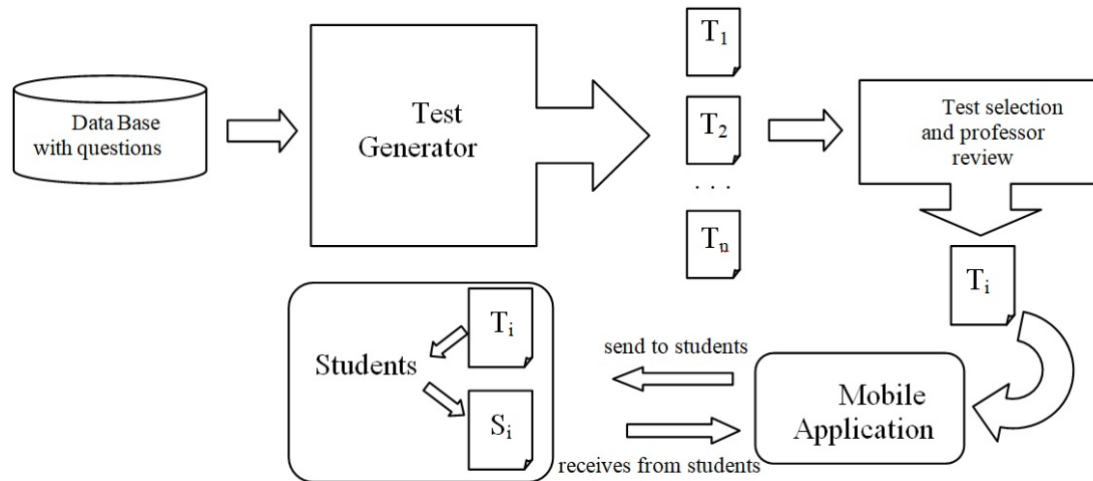 Data Base
with questions
Test
Generator
T₁
T₂
. . .
Tₙ
Test selection
and professor
review
Tᵢ
Students
Tᵢ
Sᵢ
send to students
receives from students
Mobile
Application